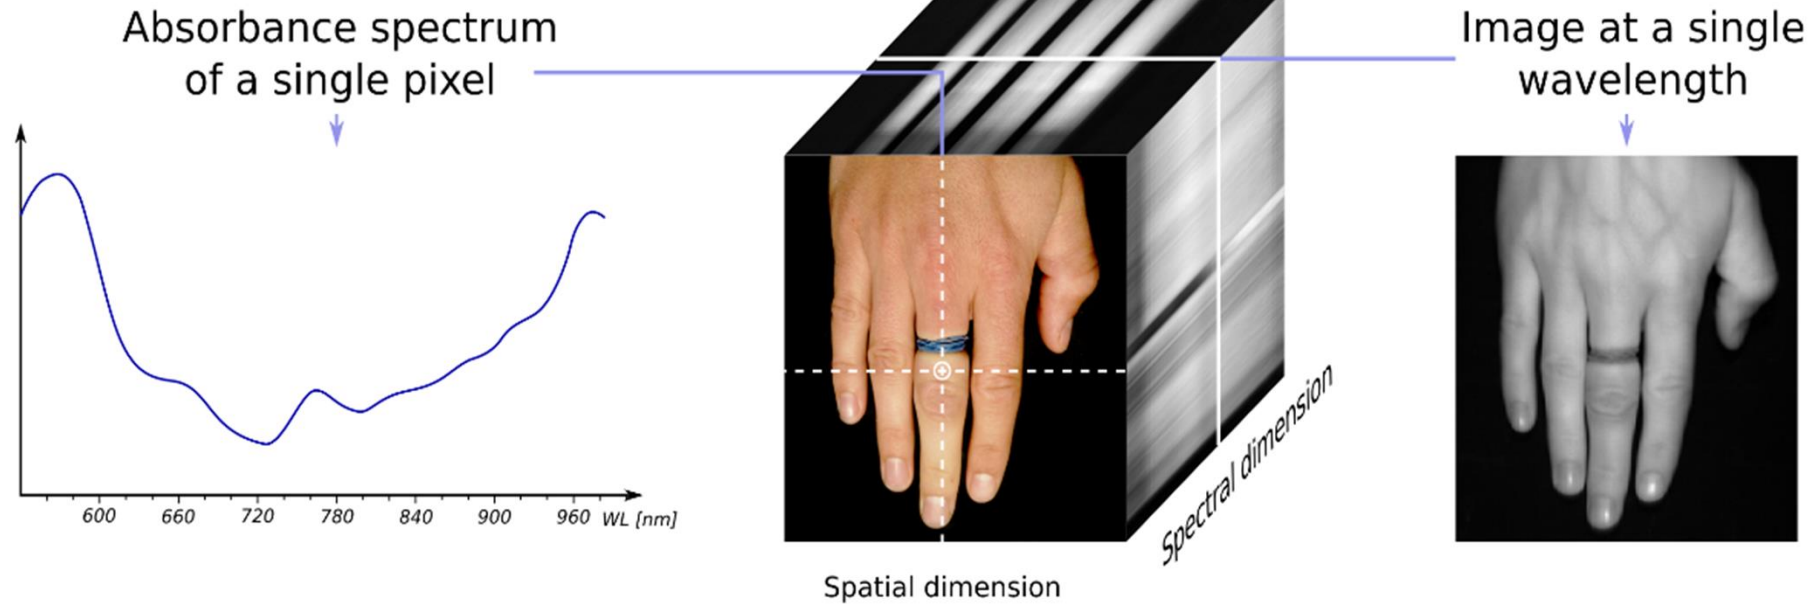 Absorbance spectrum
of a single pixel
Image at a single
wavelength
600 660 720 780 840 900 960 WL [nm]
Spectral dimension
Spatial dimension